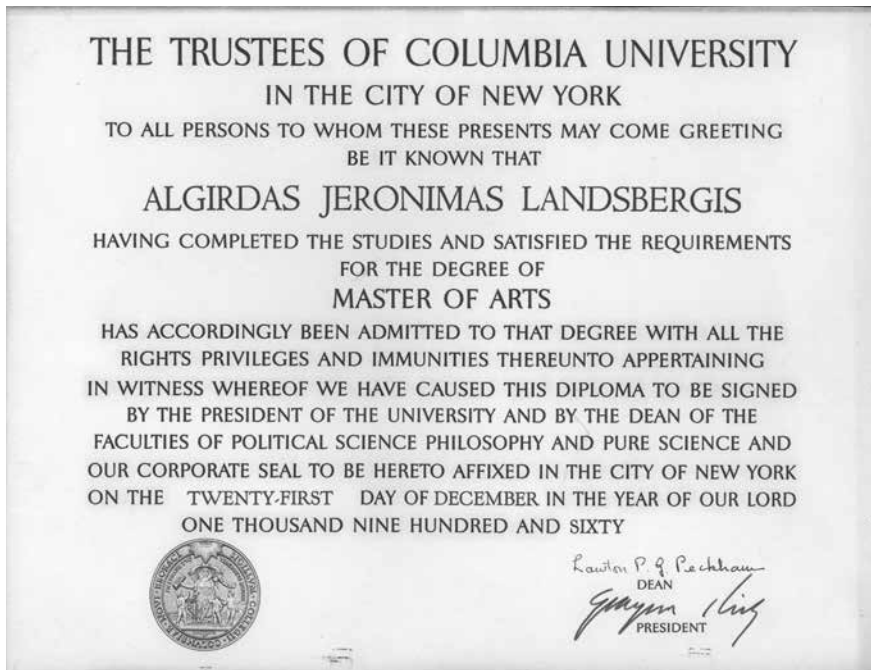 THE TRUSTEES OF COLUMBIA UNIVERSITY
IN THE CITY OF NEW YORK
TO ALL PERSONS TO WHOM THESE PRESENTS MAY COME GREETING
BE IT KNOWN THAT
ALGIRDAS JERONIMAS LANDSBERGIS
HAVING COMPLETED THE STUDIES AND SATISFIED THE REQUIREMENTS
FOR THE DEGREE OF
MASTER OF ARTS
HAS ACCORDINGLY BEEN ADMITTED TO THAT DEGREE WITH ALL THE
RIGHTS PRIVILEGES AND IMMUNITIES THEREUNTO APPERTAINING
IN WITNESS WHEREOF WE HAVE CAUSED THIS DIPLOMA TO BE SIGNED
BY THE PRESIDENT OF THE UNIVERSITY AND BY THE DEAN OF THE
FACULTIES OF POLITICAL SCIENCE PHILOSOPHY AND PURE SCIENCE AND
OUR CORPORATE SEAL TO BE HERETO AFFIXED IN THE CITY OF NEW YORK
ON THE TWENTY-FIRST DAY OF DECEMBER IN THE YEAR OF OUR LORD
ONE THOUSAND NINE HUNDRED AND SIXTY
Lawton P. G. Peckham
DEAN
Grayson Kirk
PRESIDENT